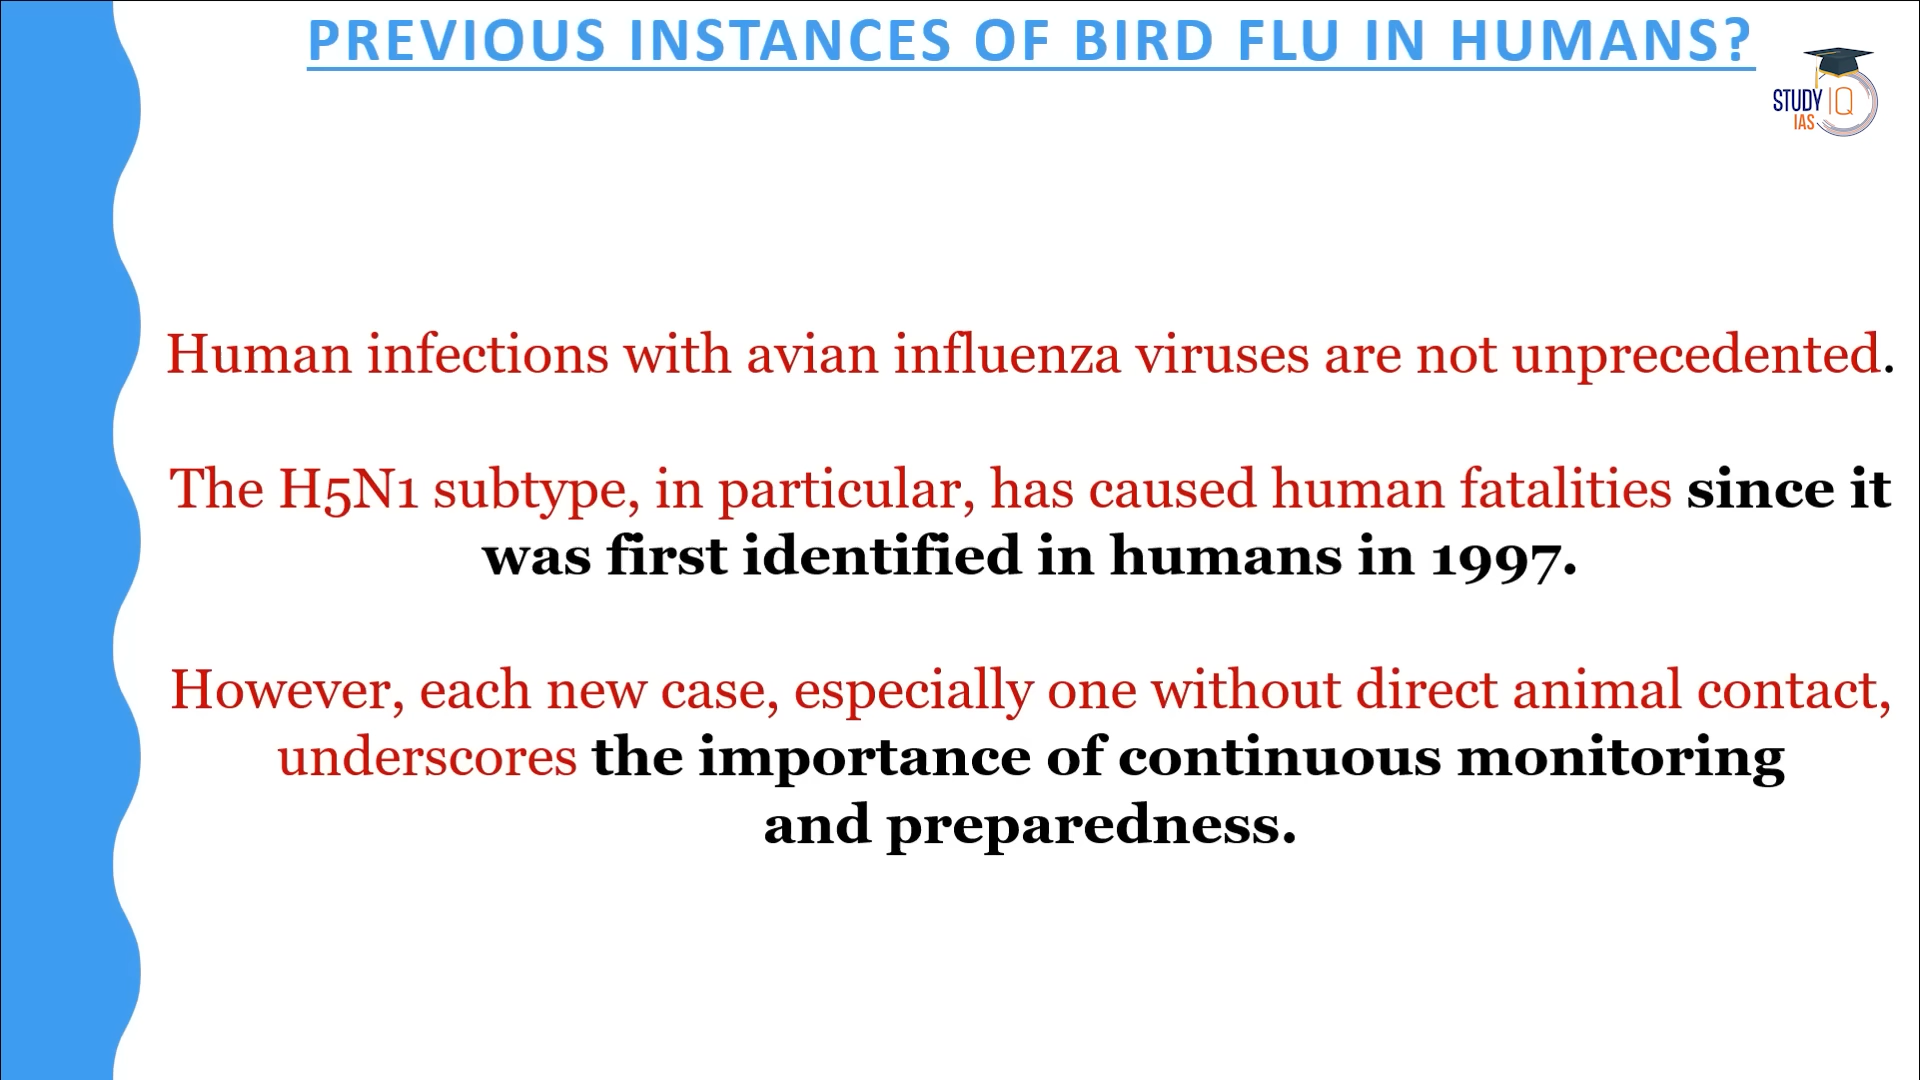 PREVIOUS INSTANCES OF BIRD FLU IN HUMANS?
STUDY IQ
IAS
Human infections with avian influenza viruses are not unprecedented.
The H5N1 subtype, in particular, has caused human fatalities since it
was first identified in humans in 1997.
However, each new case, especially one without direct animal contact,
underscores the importance of continuous monitoring
and preparedness.